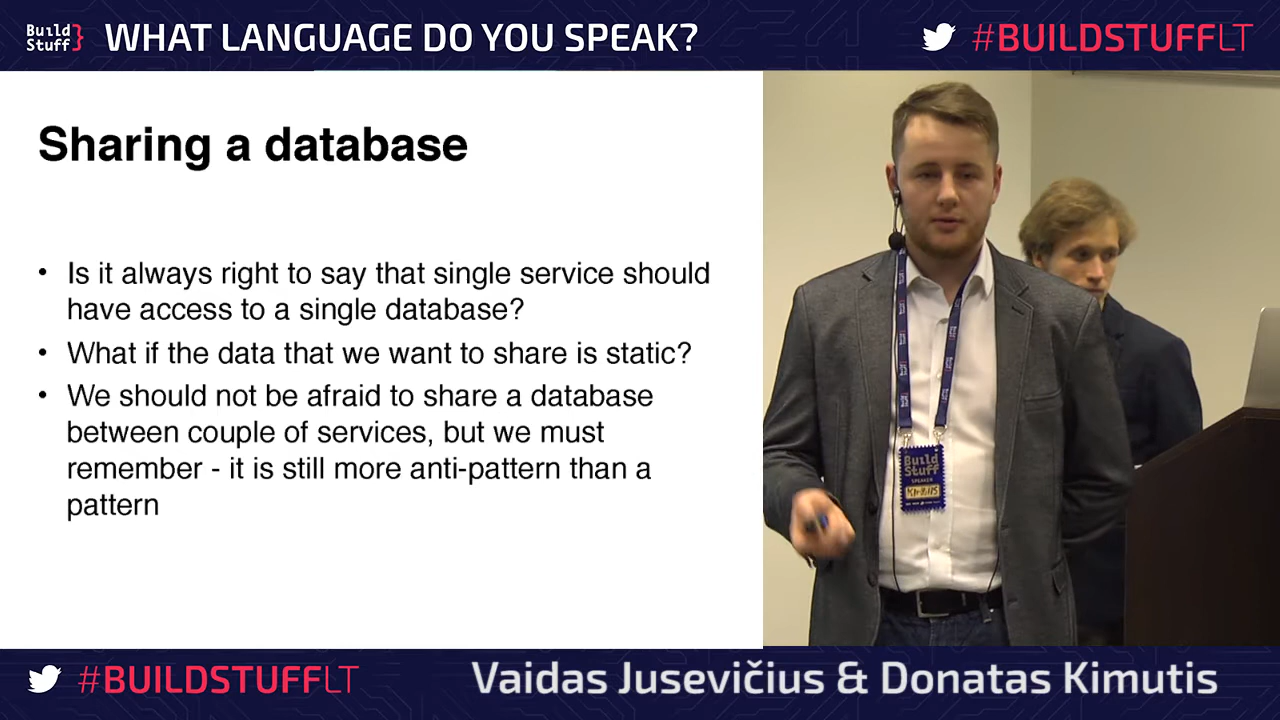 Build Stuff} WHAT LANGUAGE DO YOU SPEAK?
#BUILDSTUFFLT
Sharing a database
• Is it always right to say that single service should
have access to a single database?
• What if the data that we want to share is static?
• We should not be afraid to share a database
between couple of services, but we must
remember - it is still more anti-pattern than a
pattern
Build
Stuff
SPEAKER
#BUILDSTUFFLT
Vaidas Jusevičius & Donatas Kimutis